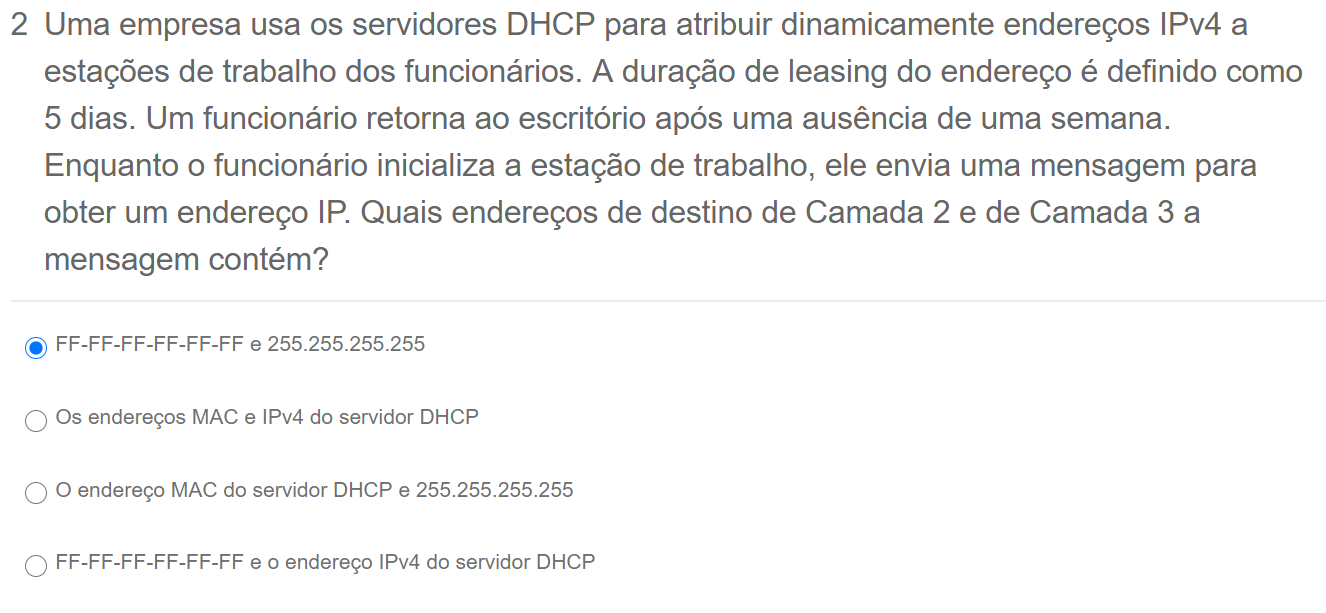 2 Uma empresa usa os servidores DHCP para atribuir dinamicamente endereços IPv4 a
estações de trabalho dos funcionários. A duração de leasing do endereço é definido como
5 dias. Um funcionário retorna ao escritório após uma ausência de uma semana.
Enquanto o funcionário inicializa a estação de trabalho, ele envia uma mensagem para
obter um endereço IP. Quais endereços de destino de Camada 2 e de Camada 3 a
mensagem contém?
FF-FF-FF-FF-FF-FF e 255.255.255.255
Os endereços MAC e IPv4 do servidor DHCP
O endereço MAC do servidor DHCP e 255.255.255.255
FF-FF-FF-FF-FF-FF e o endereço IPv4 do servidor DHCP